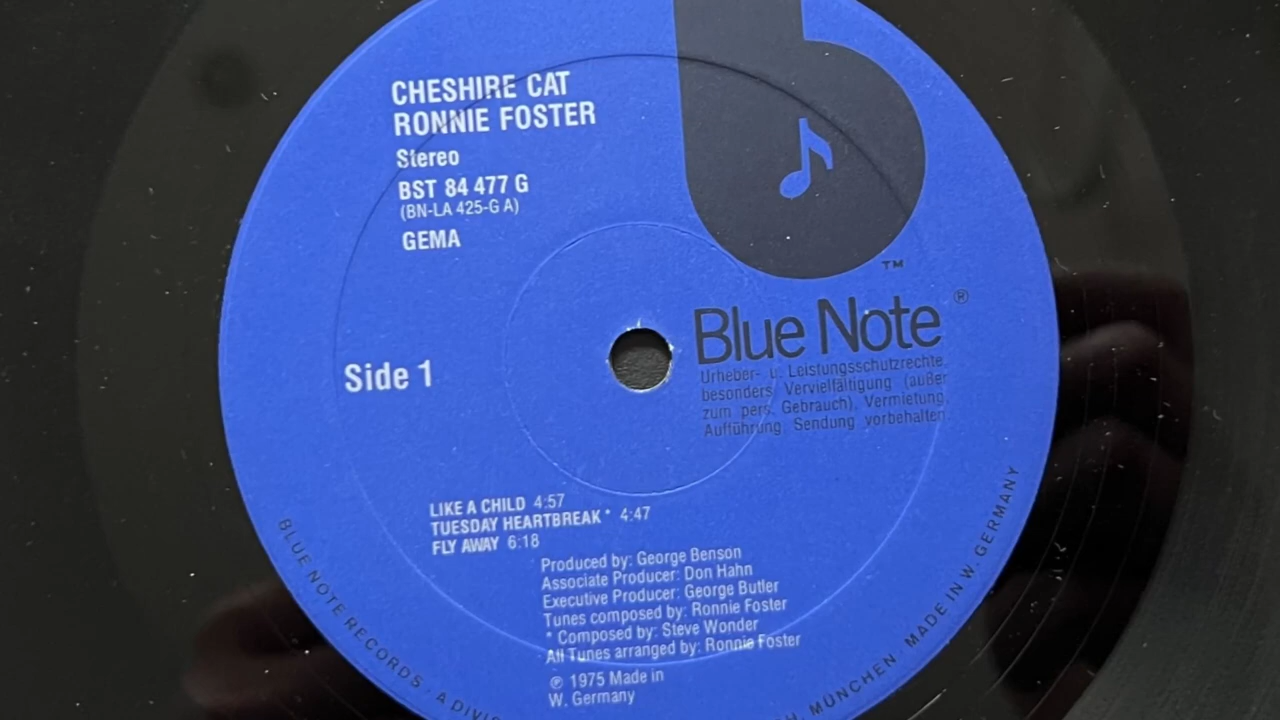 CHESHIRE CAT
RONNIE FOSTER
Stereo
BST 84 477 G
(BN-LA 425-G A)
GEMA
TM
Blue Note ®
Urheber- u. Leistungsschutzrechte,
besonders Vervielfältigung (außer
zum pers. Gebrauch), Vermietung,
Aufführung, Sendung vorbehalten.
Side 1
LIKE A CHILD 4:57
TUESDAY HEARTBREAK * 4:47
FLY AWAY 6:18
Produced by: George Benson
Associate Producer: Don Hahn
Executive Producer: George Butler
Tunes composed by: Ronnie Foster
* Composed by: Steve Wonder
All Tunes arranged by: Ronnie Foster
℗ 1975 Made in
W. Germany
BLUE NOTE RECORDS · A
MÜNCHEN · MADE IN W. GERMANY